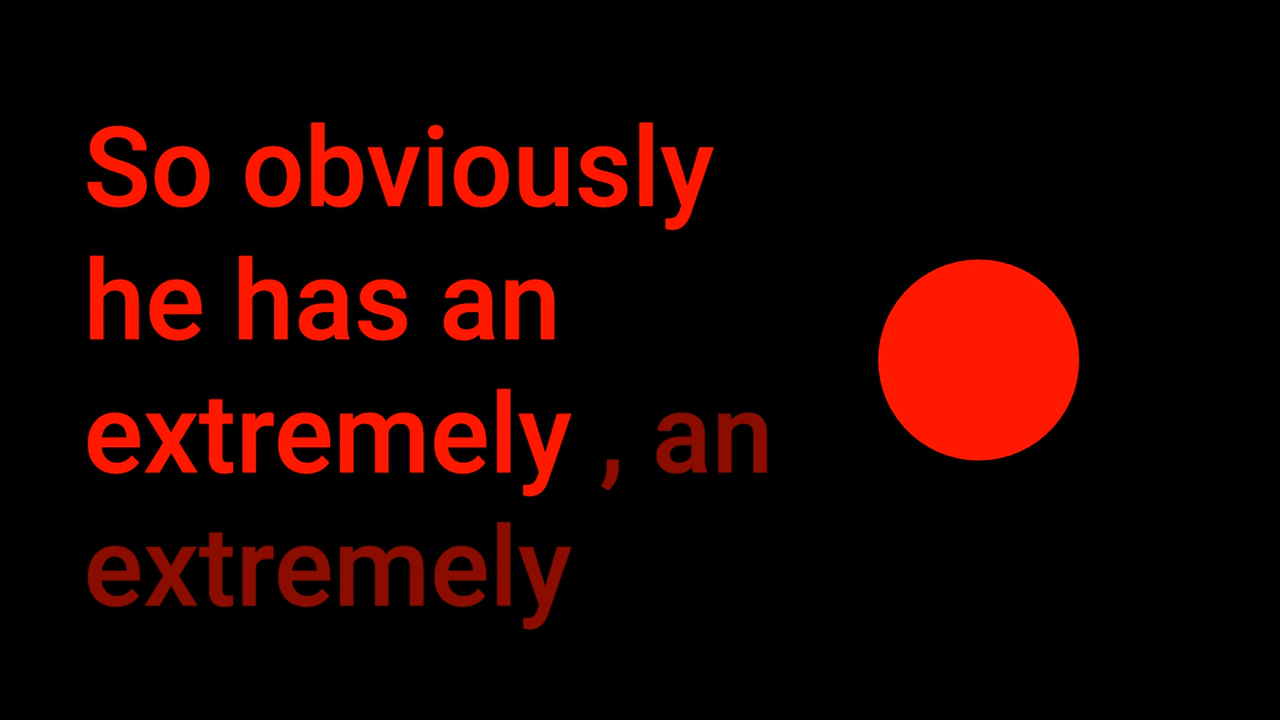 So obviously
he has an
extremely , an
extremely